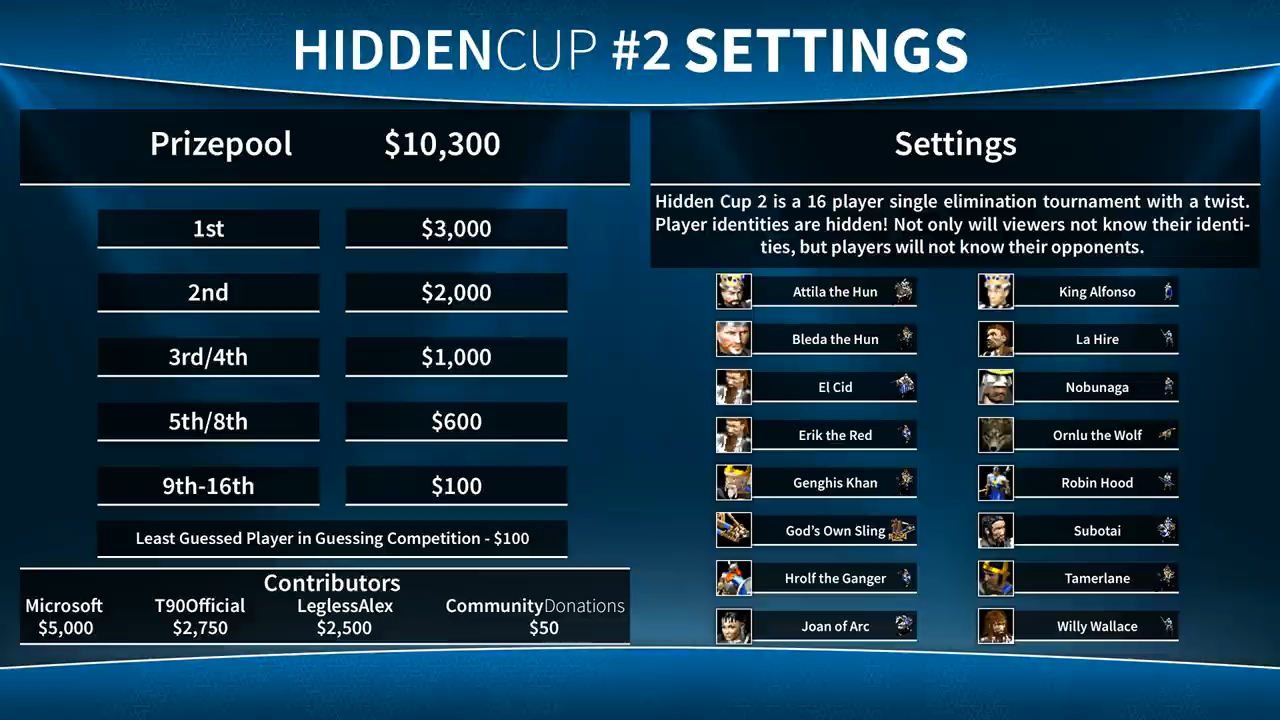 HIDDENCUP #2 SETTINGS
Prizepool $10,300
1st $3,000
2nd $2,000
3rd/4th $1,000
5th/8th $600
9th-16th $100
Least Guessed Player in Guessing Competition - $100
Contributors
Microsoft T90Official LeglessAlex CommunityDonations
$5,000 $2,750 $2,500 $50
Settings
Hidden Cup 2 is a 16 player single elimination tournament with a twist.
Player identities are hidden! Not only will viewers not know their identi-
ties, but players will not know their opponents.
Attila the Hun King Alfonso
Bleda the Hun La Hire
El Cid Nobunaga
Erik the Red Ornlu the Wolf
Genghis Khan Robin Hood
God's Own Sling Subotai
Hrolf the Ganger Tamerlane
Joan of Arc Willy Wallace